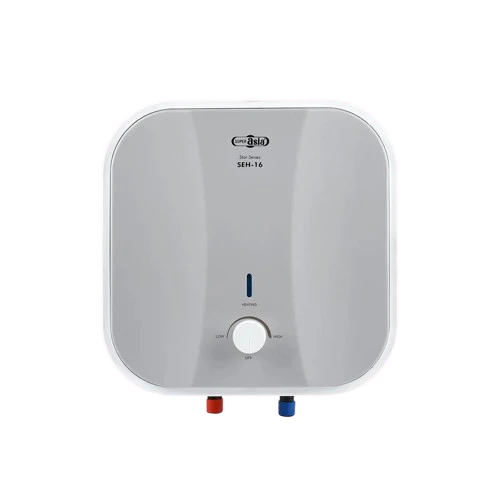 SUPER asia
Star Series
SEH-16
HEATING
LOW
HIGH
OFF